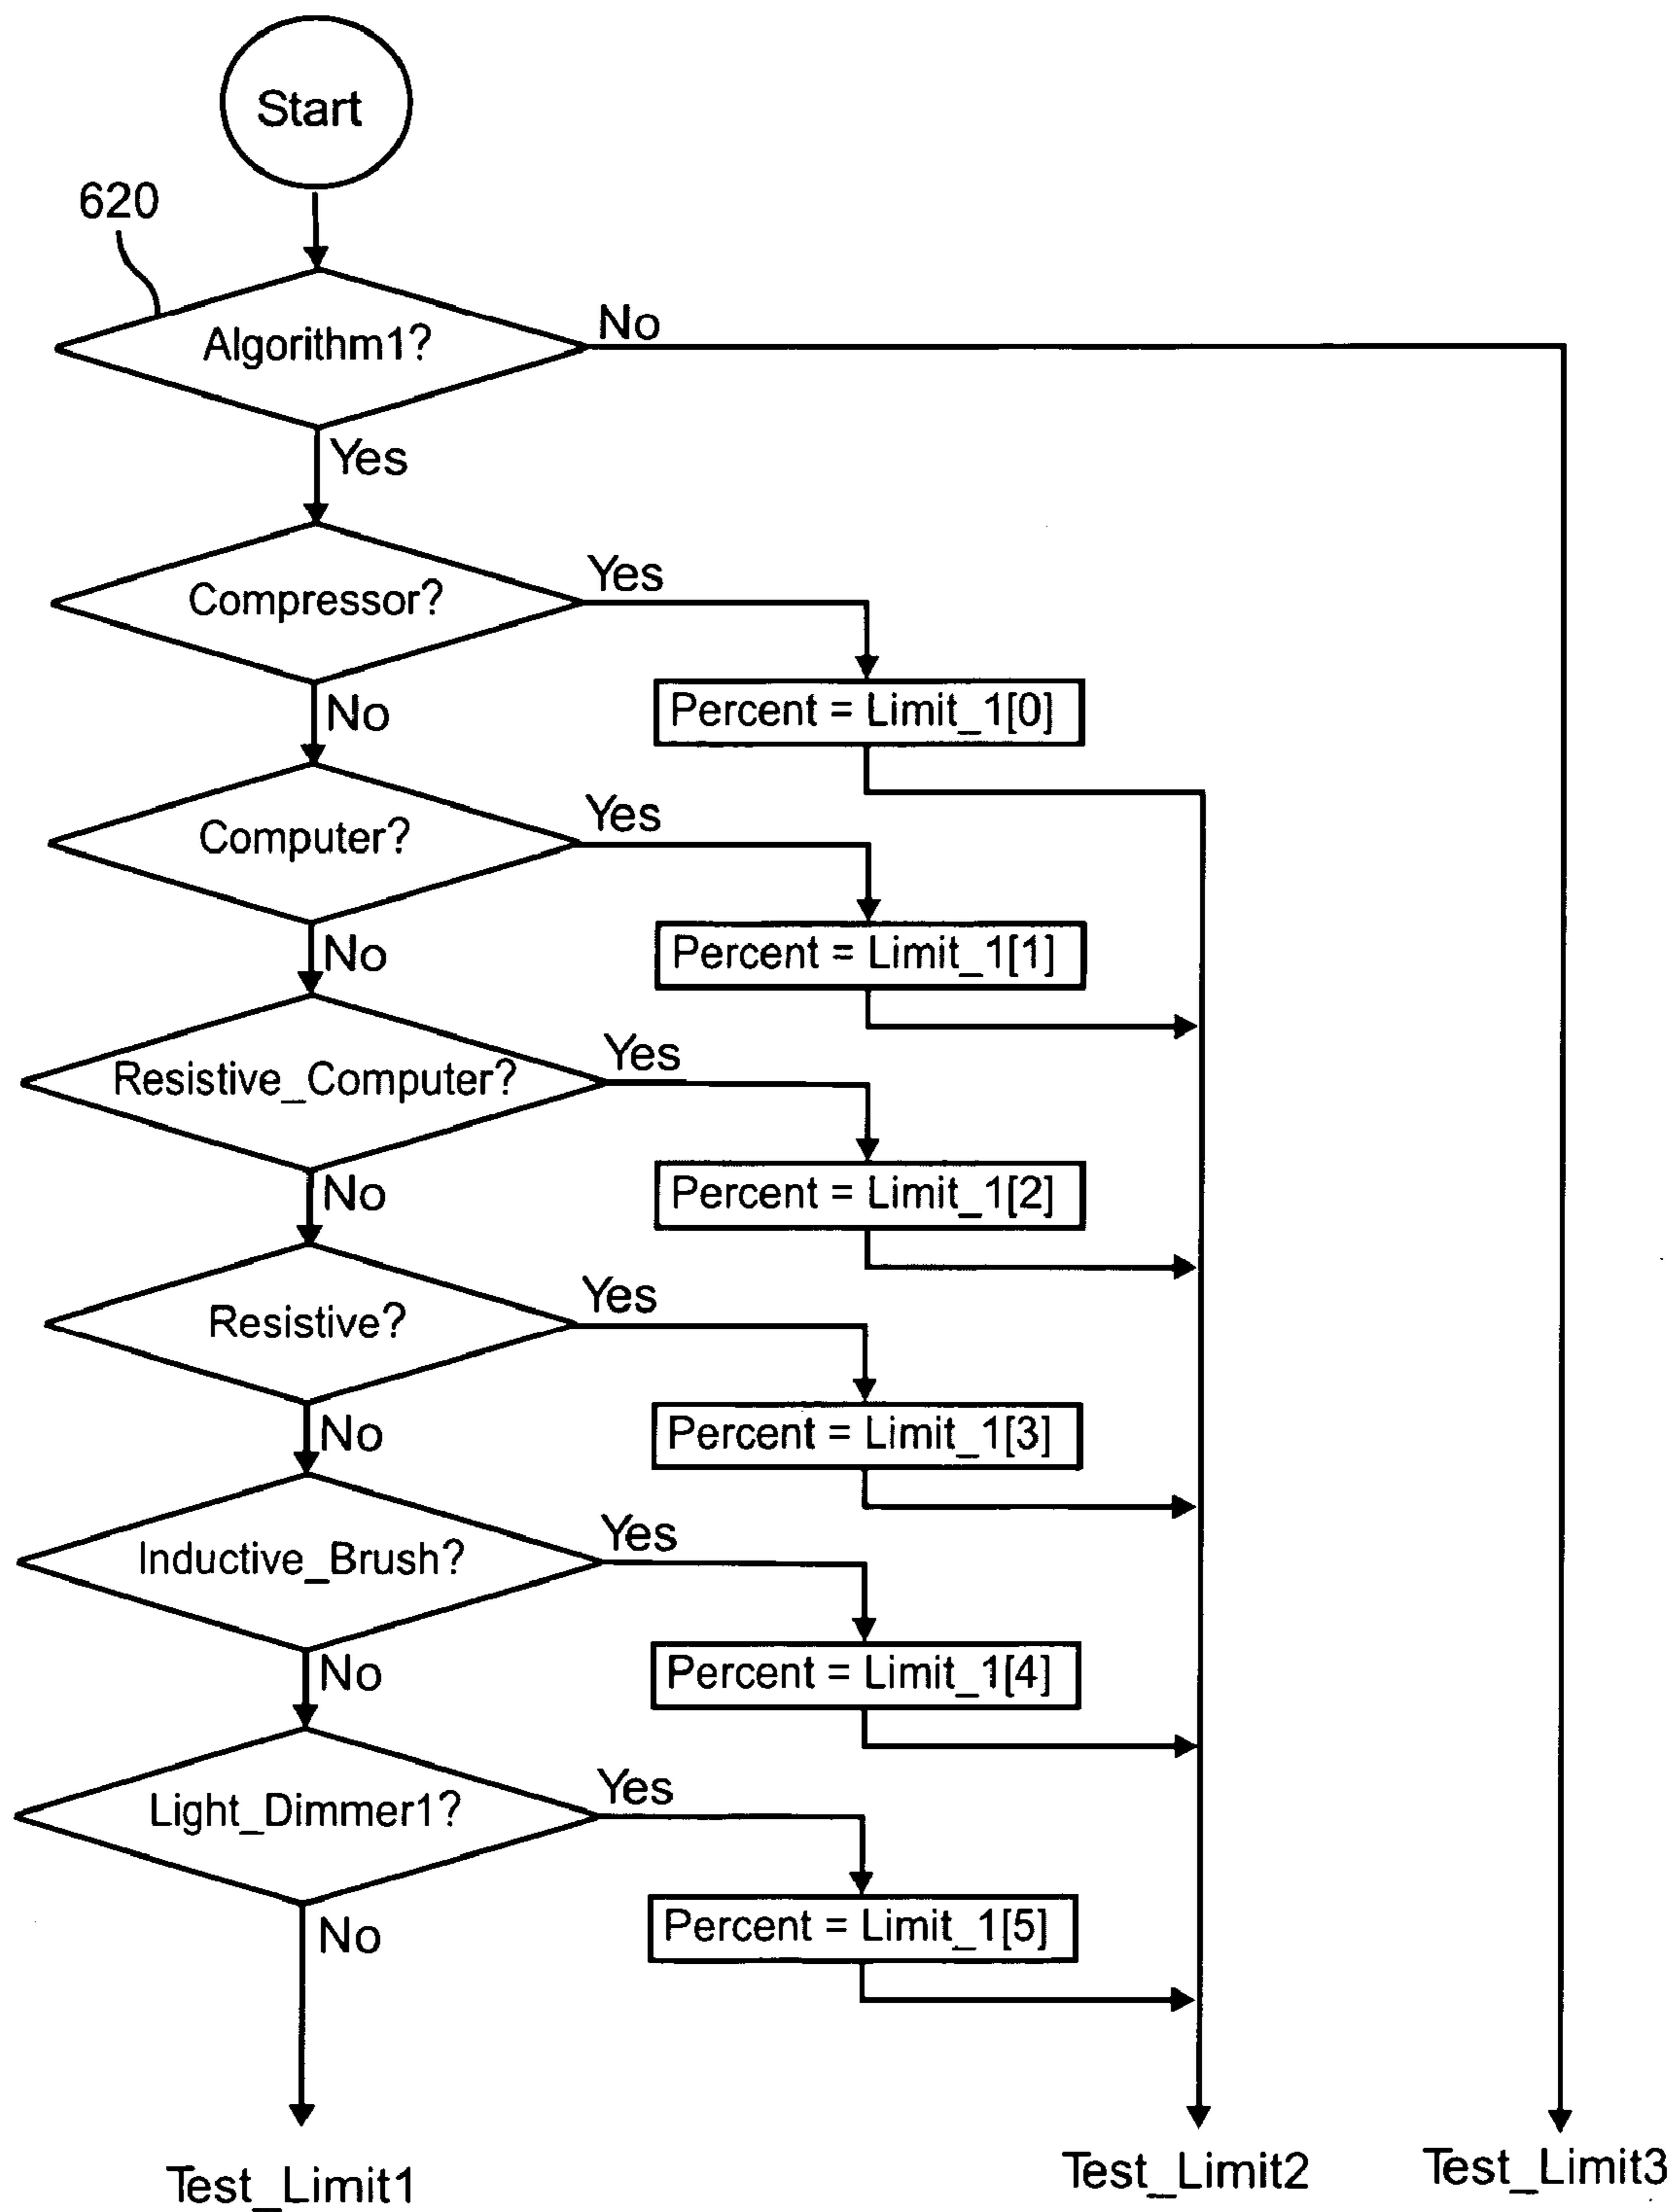 Start
620
Algorithm1?
No
Yes
Compressor?
Yes
Percent = Limit_1[0]
No
Computer?
Yes
Percent = Limit_1[1]
No
Resistive_Computer?
Yes
Percent = Limit_1[2]
No
Resistive?
Yes
Percent = Limit_1[3]
No
Inductive_Brush?
Yes
Percent = Limit_1[4]
No
Light_Dimmer1?
Yes
Percent = Limit_1[5]
No
Test_Limit1
Test_Limit2
Test_Limit3